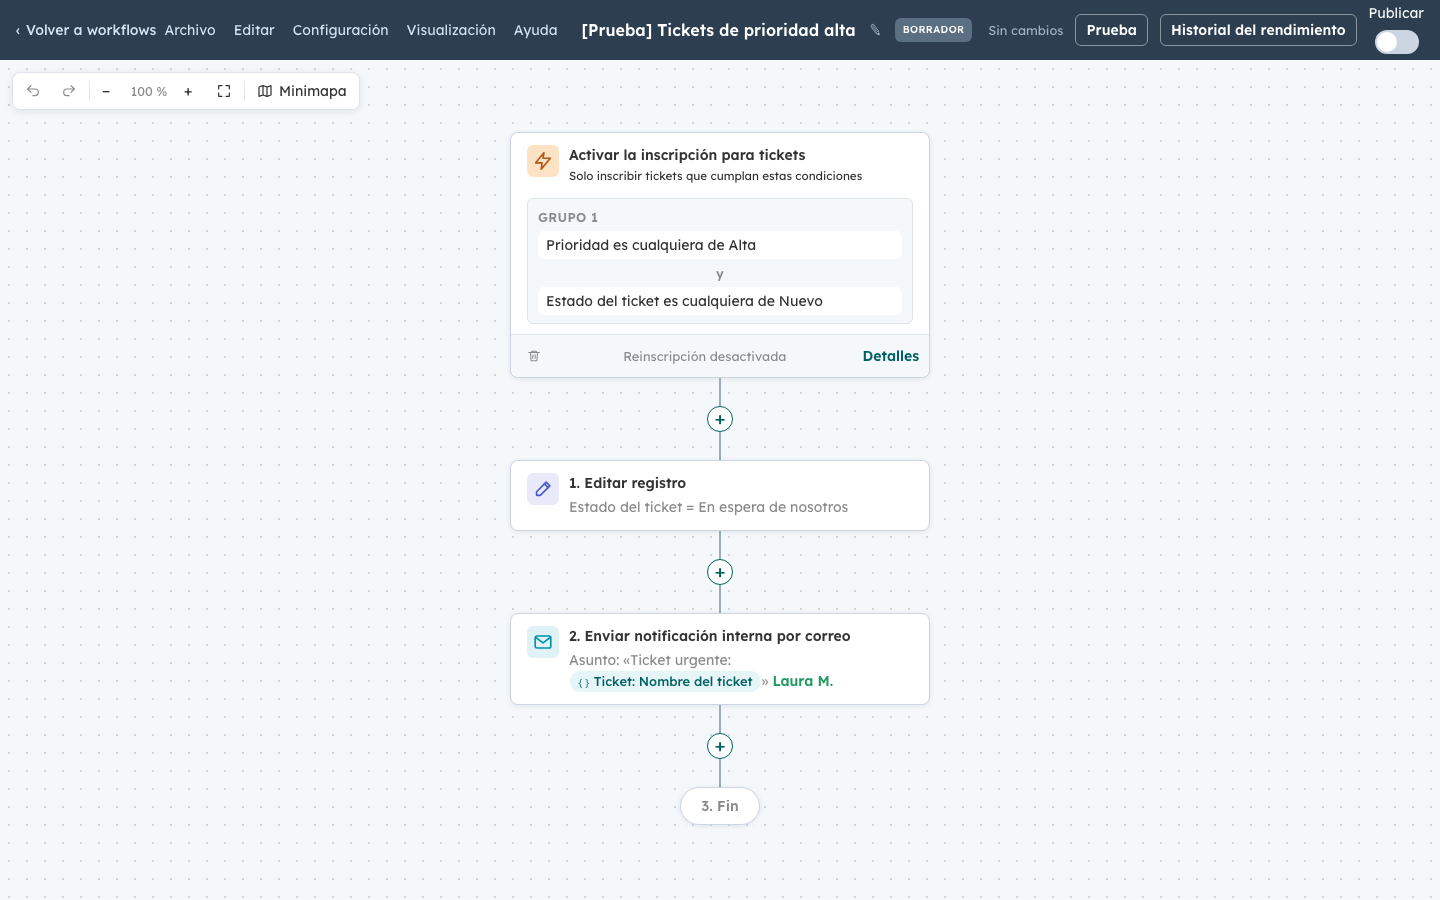 ‹ Volver a workflows Archivo Editar Configuración Visualización Ayuda [Prueba] Tickets de prioridad alta BORRADOR Sin cambios Prueba Historial del rendimiento Publicar
− 100 % + Minimapa
Activar la inscripción para tickets
Solo inscribir tickets que cumplan estas condiciones
GRUPO 1
Prioridad es cualquiera de Alta
y
Estado del ticket es cualquiera de Nuevo
Reinscripción desactivada Detalles
+
1. Editar registro
Estado del ticket = En espera de nosotros
+
2. Enviar notificación interna por correo
Asunto: «Ticket urgente:
{ } Ticket: Nombre del ticket » Laura M.
+
3. Fin